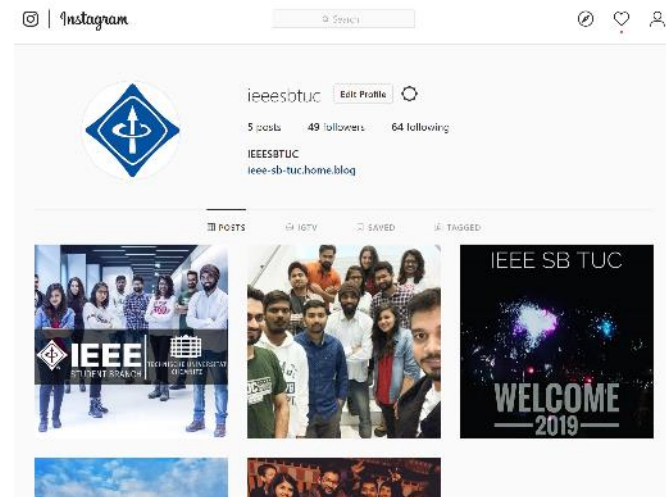 Instagram
Search
ieeesbtuc Edit Profile
5 posts 49 followers 64 following
IEEESBTUC
ieee-sb-tuc.home.blog
POSTS IGTV SAVED TAGGED
IEEE
STUDENT BRANCH
TECHNISCHE UNIVERSITÄT
CHEMNITZ
IEEE SB TUC
WELCOME
2019